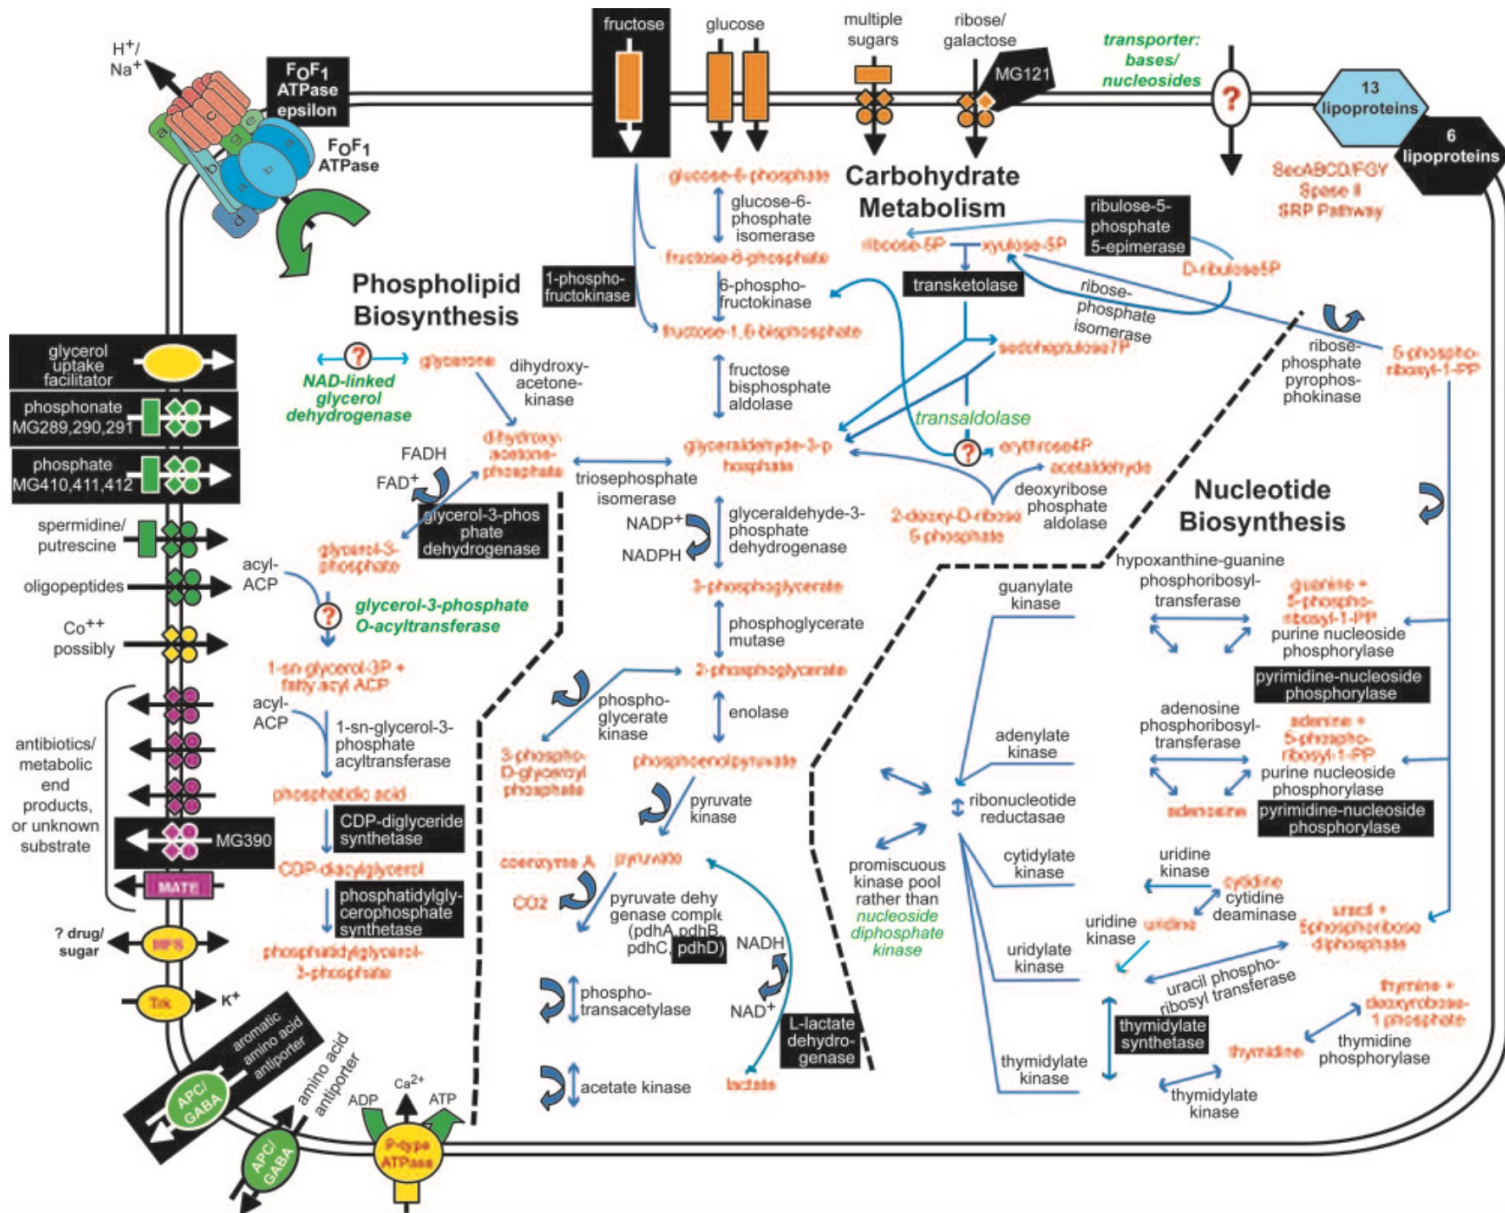 fructose
glucose
multiple
sugars
ribose/
galactose
MG121
transporter:
bases/
nucleosides
?
13
lipoproteins
6
lipoproteins
SecABCD/FGY
Spase II
SRP Pathway
H+/
Na+
FOF1
ATPase
epsilon
FOF1
ATPase
a
c
g
e
b
a
b
a
d
Carbohydrate
Metabolism
glucose-6-phosphate
glucose-6-
phosphate
isomerase
fructose-6-phosphate
1-phospho-
fructokinase
6-phospho-
fructokinase
fructose-1,6-bisphosphate
fructose
bisphosphate
aldolase
riboose-5P
xyulose-5P
ribulose-5-
phosphate
5-epimerase
D-ribulose5P
transketolase
ribose-
phosphate
isomerase
sedoheptulose7P
transaldolase
?
erythrose4P
acetaldehyde
deoxyribose
phosphate
aldolase
2-deoxy-D-ribose
5-phosphate
glyceraldehyde-3-p
hosphate
triosephosphate
isomerase
NADP+
NADPH
glyceraldehyde-3-
phosphate
dehydrogenase
3-phosphoglycerate
phosphoglycerate
mutase
2-phosphoglycerate
phospho-
glycerate
kinase
3-phospho-
D-glyceroyl
phosphate
enolase
phosphoenolpyruvate
pyruvate
kinase
coenzyme A
pyruvate
CO2
pyruvate dehy
genase comple
(pdhA,pdhB,
pdhC, pdhD)
NADH
NAD+
phospho-
transacetylase
L-lactate
dehydro-
genase
acetate kinase
lactate
Phospholipid
Biosynthesis
?
NAD-linked
glycerol
dehydrogenase
glycerone
dihydroxy-
acetone-
kinase
dihydroxy-
acetone-
phosphate
FADH
FAD+
glycerol-3-phos
phate
dehydrogenase
glycerol-3-
phosphate
acyl-
ACP
?
glycerol-3-phosphate
O-acyltransferase
1-sn-glycerol-3P +
fatty acyl ACP
acyl-
ACP
1-sn-glycerol-3-
phosphate
acyltransferase
phosphatidic acid
CDP-diglyceride
synthetase
CDP-diacylglycerol
phosphatidylgly-
cerophosphate
synthetase
phosphatidylglycerol-
3-phosphate
glycerol
uptake
facilitator
phosphonate
MG289,290,291
phosphate
MG410,411,412
spermidine/
putrescine
oligopeptides
Co++
possibly
antibiotics/
metabolic
end
products,
or unknown
substrate
MG390
MATE
? drug/
sugar
MFS
Trk
K+
aromatic
amino acid
antiporter
APC/
GABA
amino acid
antiporter
APC/
GABA
ADP
Ca2+
ATP
P-type
ATPase
Nucleotide
Biosynthesis
ribose-
phosphate
pyrophos-
phokinase
5-phospho-
ribosyl-1-PP
guanylate
kinase
hypoxanthine-guanine
phosphoribosyl-
transferase
guanine +
5-phospho-
ribosyl-1-PP
purine nucleoside
phosphorylase
pyrimidine-nucleoside
phosphorylase
adenylate
kinase
adenosine
phosphoribosyl-
transferase
adenine +
5-phospho-
ribosyl-1-PP
purine nucleoside
phosphorylase
adenosine
pyrimidine-nucleoside
phosphorylase
ribonucleotide
reductasae
promiscuous
kinase pool
rather than
nucleoside
diphosphate
kinase
cytidylate
kinase
uridine
kinase
cytidine
cytidine
deaminase
uridine
kinase
uridine
uracil +
5phosphoribose
diphosphate
uridylate
kinase
uracil phospho-
ribosyl transferase
thymidylate
synthetase
thymine +
deoxyrobose-
1 phosphate
thymidine
thymidine
phosphorylase
thymidylate
kinase
thymidylate
kinase